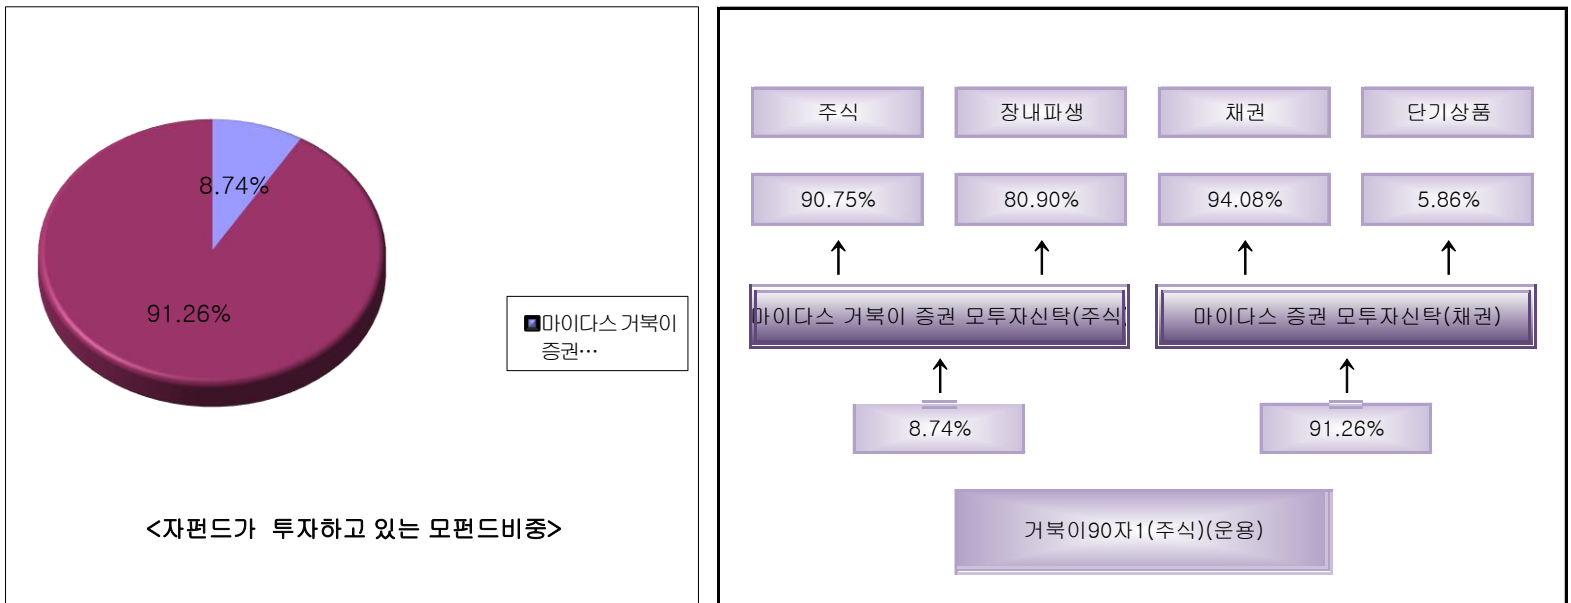 8.74%
91.26%
마이다스 거북이
증권…
<자펀드가 투자하고 있는 모펀드비중>
주식
장내파생
채권
단기상품
90.75%
80.90%
94.08%
5.86%
마이다스 거북이 증권 모투자신탁(주식)
마이다스 증권 모투자신탁(채권)
8.74%
91.26%
거북이90자1(주식)(운용)